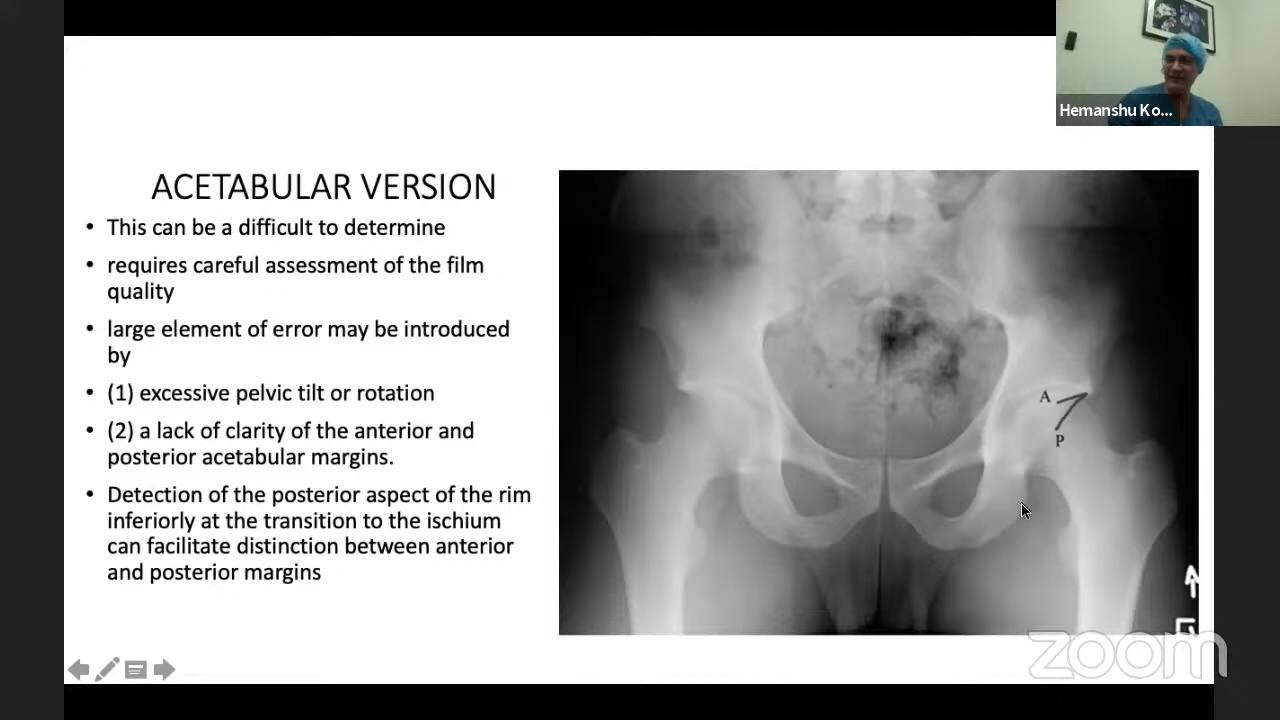 Hemanshu Ko...
ACETABULAR VERSION
• This can be a difficult to determine
• requires careful assessment of the film
quality
• large element of error may be introduced
by
• (1) excessive pelvic tilt or rotation
• (2) a lack of clarity of the anterior and
posterior acetabular margins.
• Detection of the posterior aspect of the rim
inferiorly at the transition to the ischium
can facilitate distinction between anterior
and posterior margins
A
P
zoom